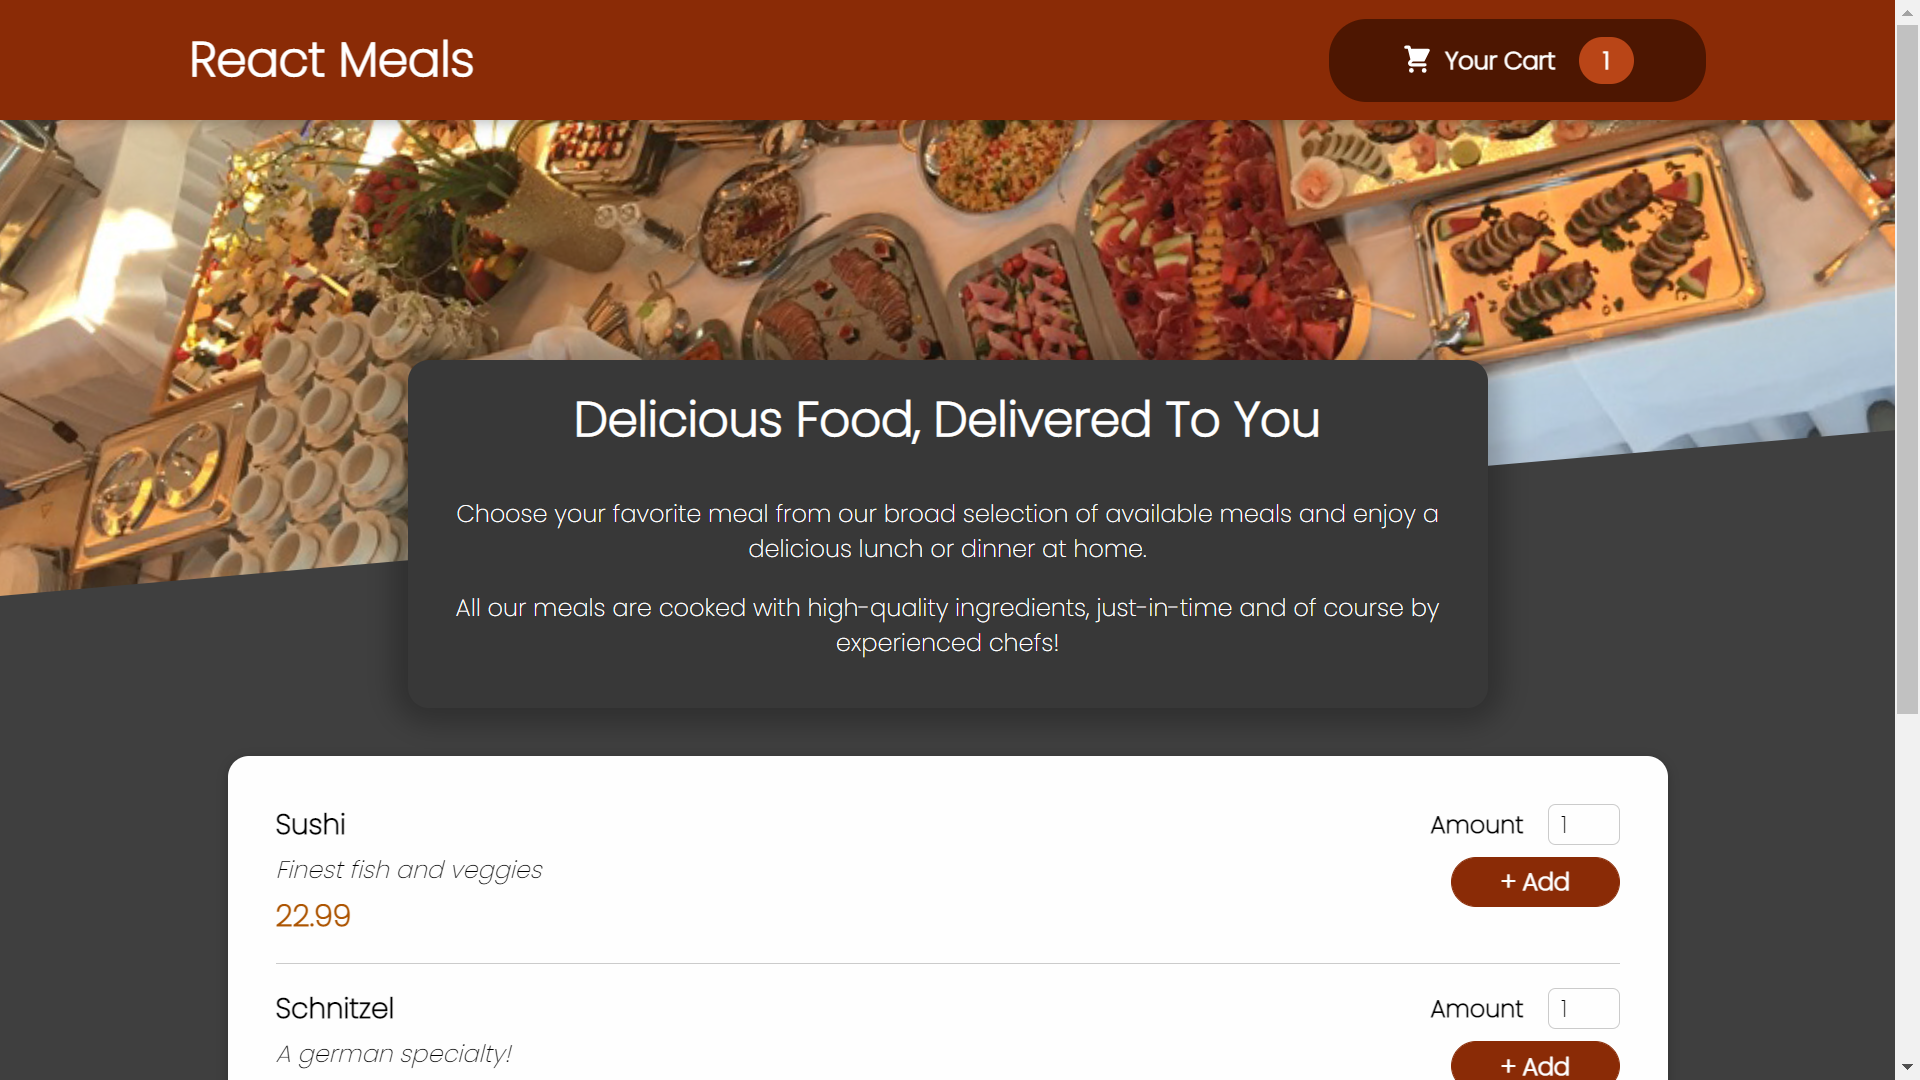 React Meals
Your Cart 1
Delicious Food, Delivered To You
Choose your favorite meal from our broad selection of available meals and enjoy a
delicious lunch or dinner at home.
All our meals are cooked with high-quality ingredients, just-in-time and of course by
experienced chefs!
Sushi
Finest fish and veggies
22.99
Amount 1
+ Add
Schnitzel
A german specialty!
Amount 1
+ Add